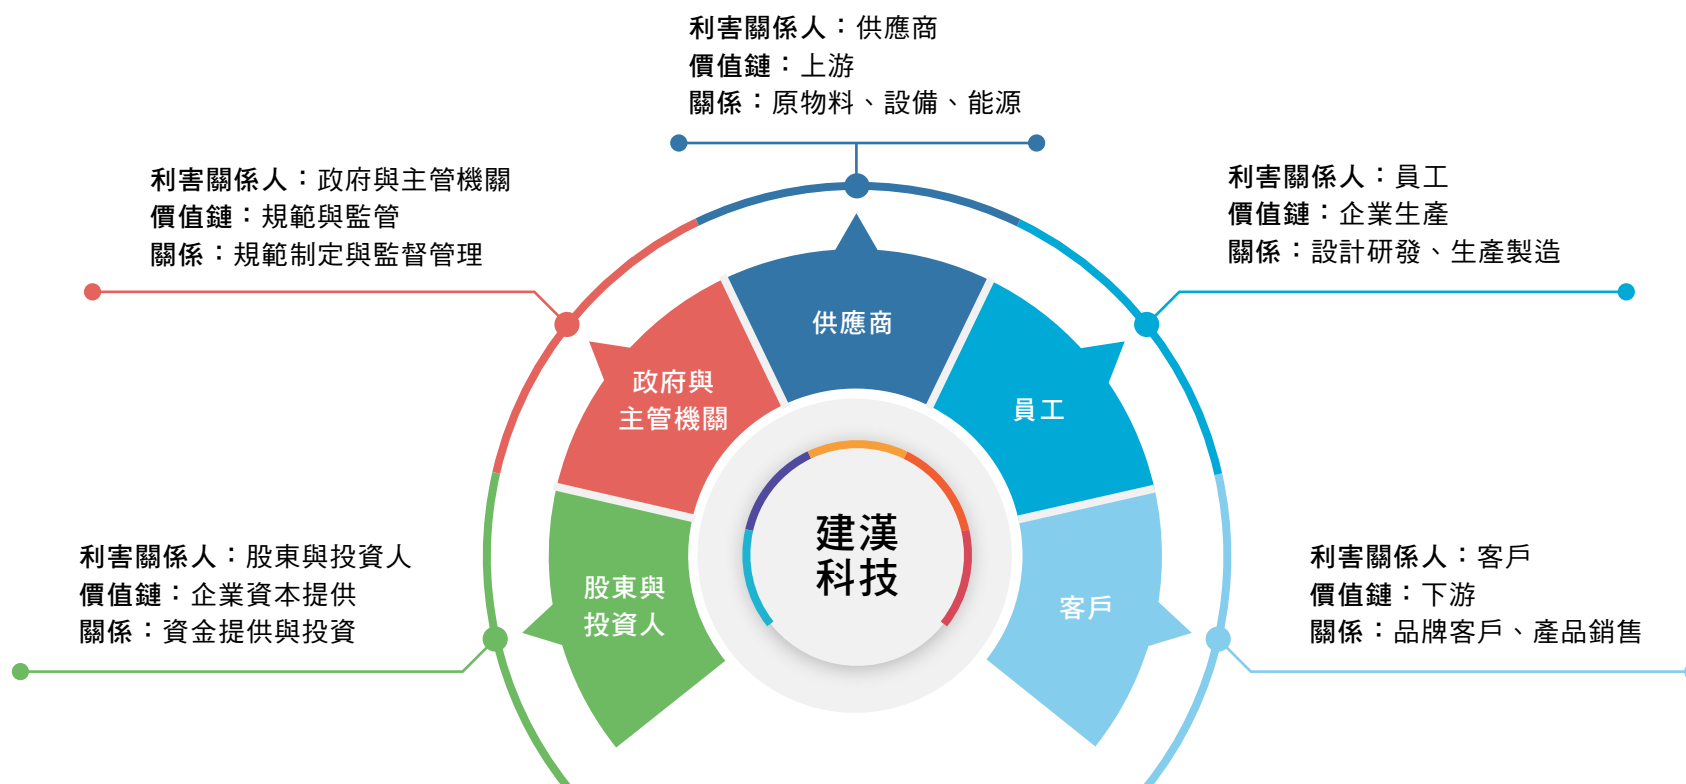 利害關係人：供應商
價值鏈：上游
關係：原物料、設備、能源
利害關係人：政府與主管機關
價值鏈：規範與監管
關係：規範制定與監督管理
利害關係人：員工
價值鏈：企業生產
關係：設計研發、生產製造
供應商
政府與
主管機關
員工
建漢
科技
股東與
投資人
客戶
利害關係人：股東與投資人
價值鏈：企業資本提供
關係：資金提供與投資
利害關係人：客戶
價值鏈：下游
關係：品牌客戶、產品銷售